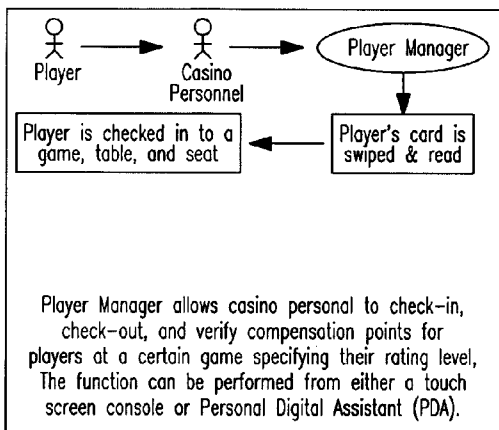 Player
Casino
Personnel
Player Manager
Player is checked in to a
game, table, and seat
Player's card is
swiped & read
Player Manager allows casino personal to check-in,
check-out, and verify compensation points for
players at a certain game specifying their rating level,
The function can be performed from either a touch
screen console or Personal Digital Assistant (PDA).